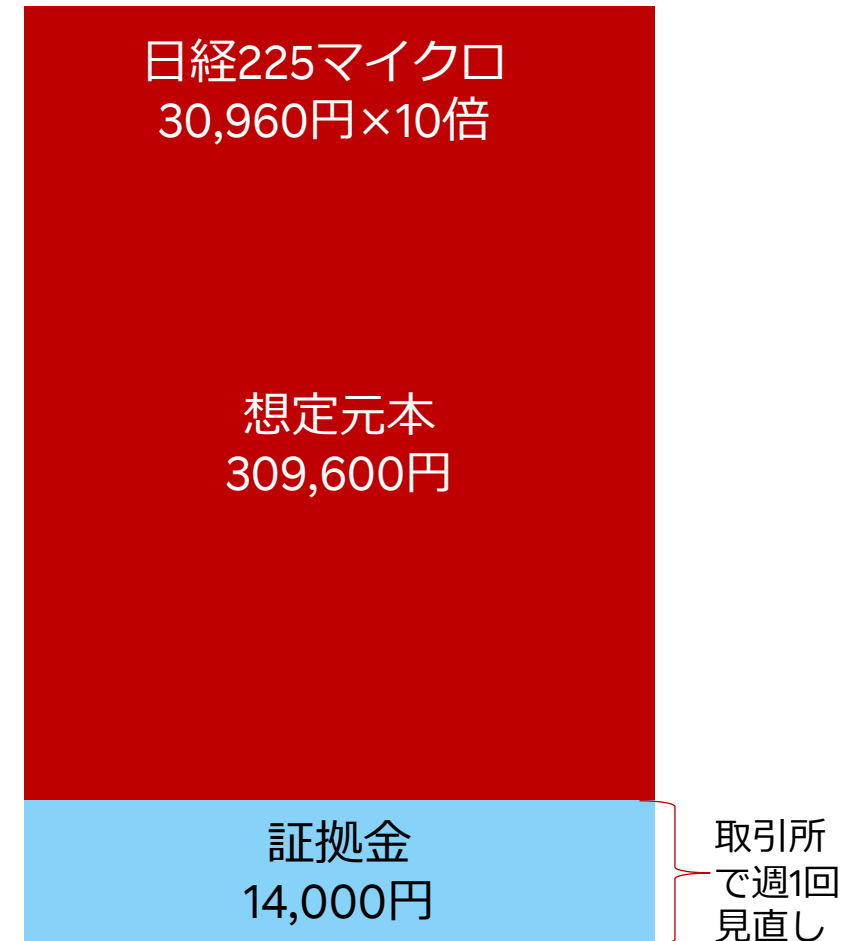 日経225マイクロ
30,960円×10倍
想定元本
309,600円
証拠金
14,000円
取引所
で週1回
見直し